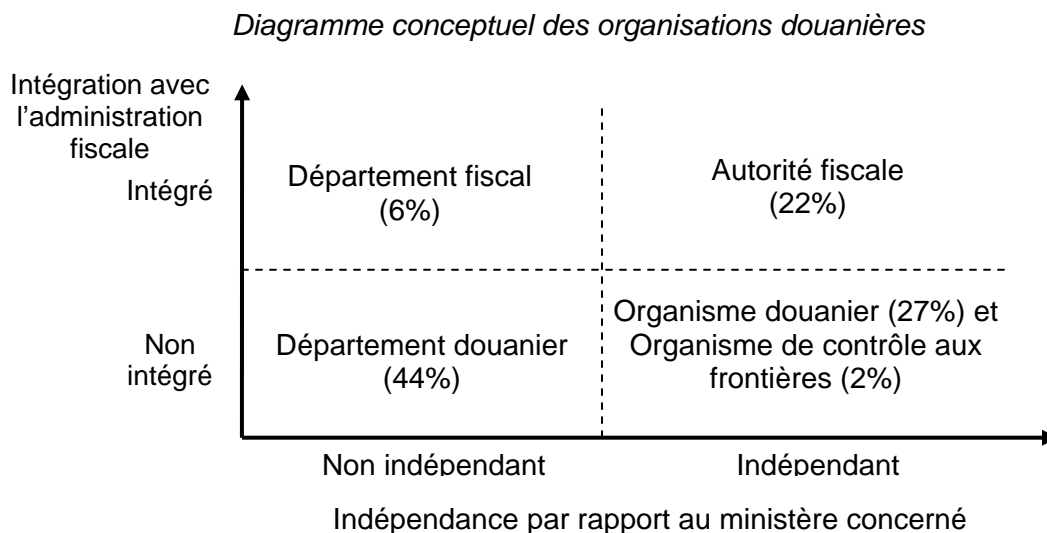 Diagramme conceptuel des organisations douanières
Intégration avec
l'administration
fiscale
Intégré
Département fiscal
(6%)
Autorité fiscale
(22%)
Non
intégré
Département douanier
(44%)
Organisme douanier (27%) et
Organisme de contrôle aux
frontières (2%)
Non indépendant
Indépendant
Indépendance par rapport au ministère concerné